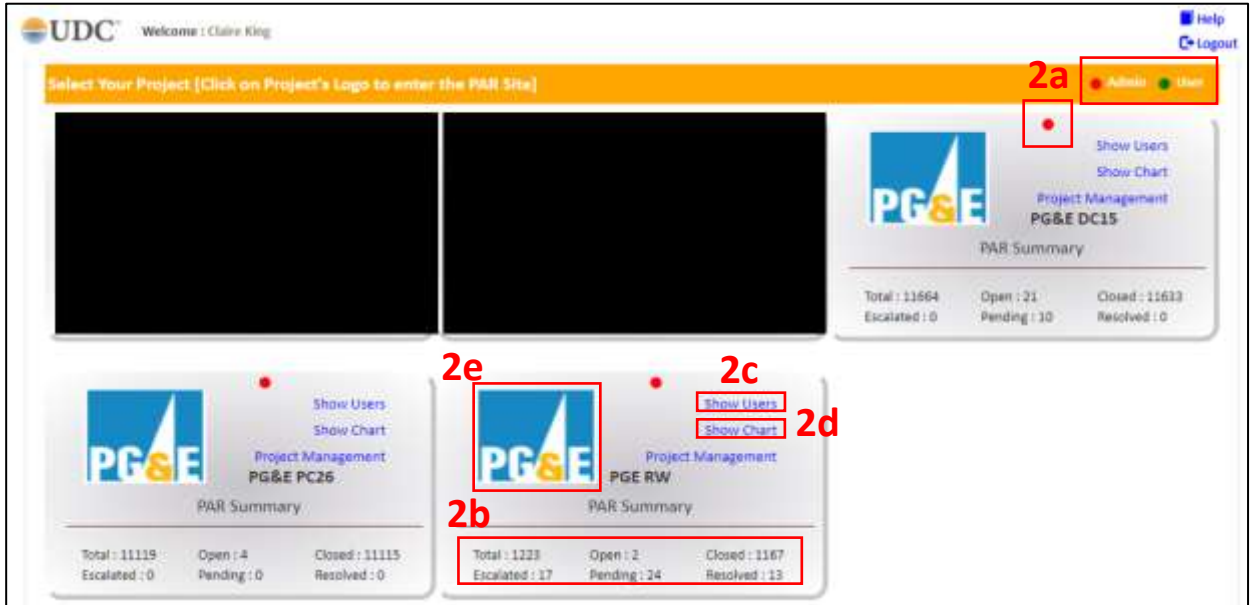 UDC Welcome : Claire King
Help
Logout
Select Your Project [Click on Project's Logo to enter the PAR Site]
2a
Admin User
PG&E
Show Users
Show Chart
Project Management
PG&E DC15
PAR Summary
Total : 11664 Open : 21 Closed : 11633
Escalated : 0 Pending : 10 Resolved : 0
PG&E
Show Users
Show Chart
Project Management
PG&E PC26
PAR Summary
Total : 11119 Open : 4 Closed : 11115
Escalated : 0 Pending : 0 Resolved : 0
2e
2c
PG&E
Show Users
Show Chart
2d
Project Management
PGE RW
2b
PAR Summary
Total : 1223 Open : 2 Closed : 1167
Escalated : 17 Pending : 24 Resolved : 13